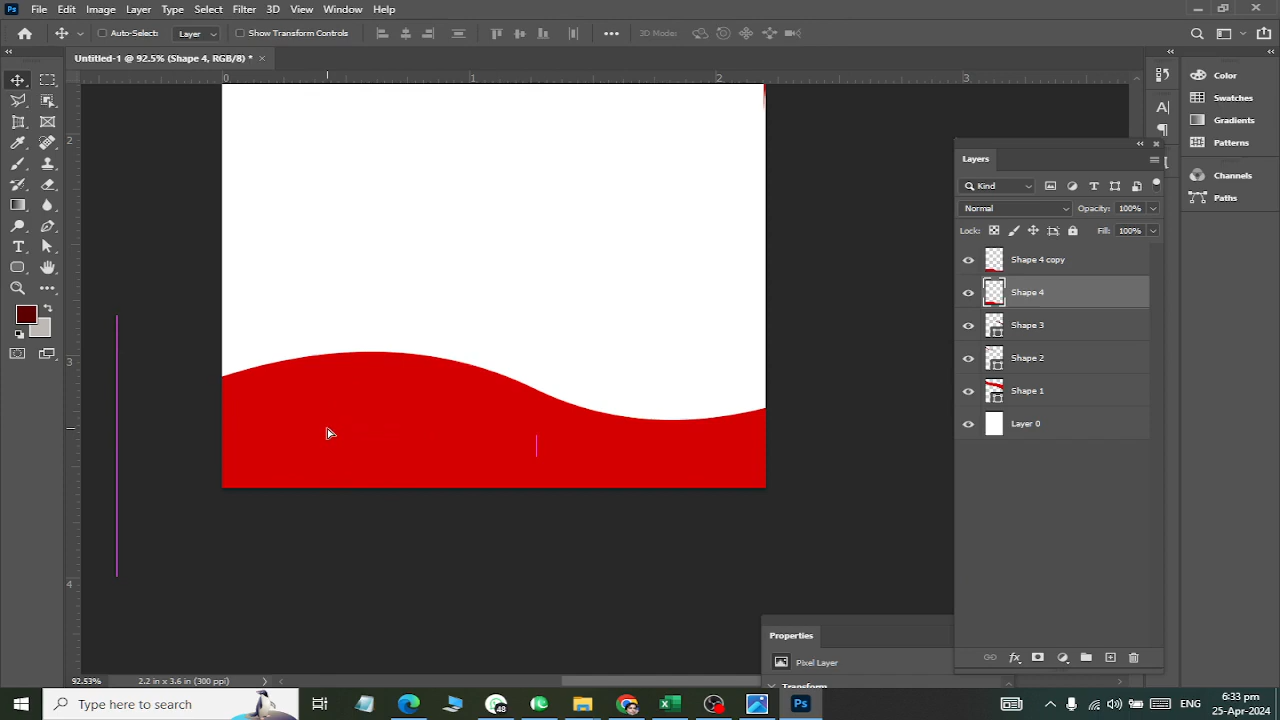 Ps File Edit Image Layer Type Select Filter 3D View Window Help
Auto-Select: Layer Show Transform Controls 3D Mode:
Untitled-1 @ 92.5% (Shape 4, RGB/8) *
0 1 2 3
2
3
4
Color
Swatches
Gradients
Patterns
Channels
Paths
Layers
Kind
Normal Opacity: 100%
Lock: Fill: 100%
Shape 4 copy
Shape 4
Shape 3
Shape 2
Shape 1
Layer 0
Properties
Pixel Layer
Transform
92.53% 2.2 in x 3.6 in (300 ppi)
Type here to search
48
Ps
ENG
6:33 pm
25-Apr-2024